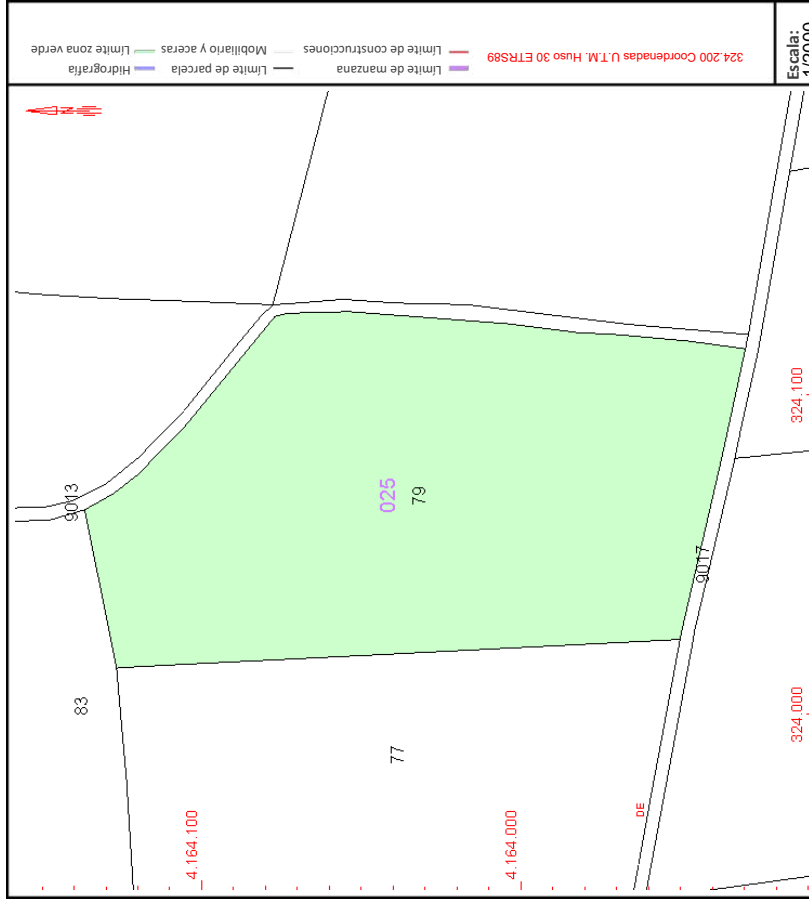 Límite zona verde
Mobiliario y aceras
Límite de construcciones
Hidrografía
Límite de parcela
Límite de manzana
324.200 Coordenadas U.T.M. Huso 30 ETRS89
Escala:
1/2000
N
9013
025
79
9017
83
77
DE
4.164.100
4.164.000
324.100
324.000